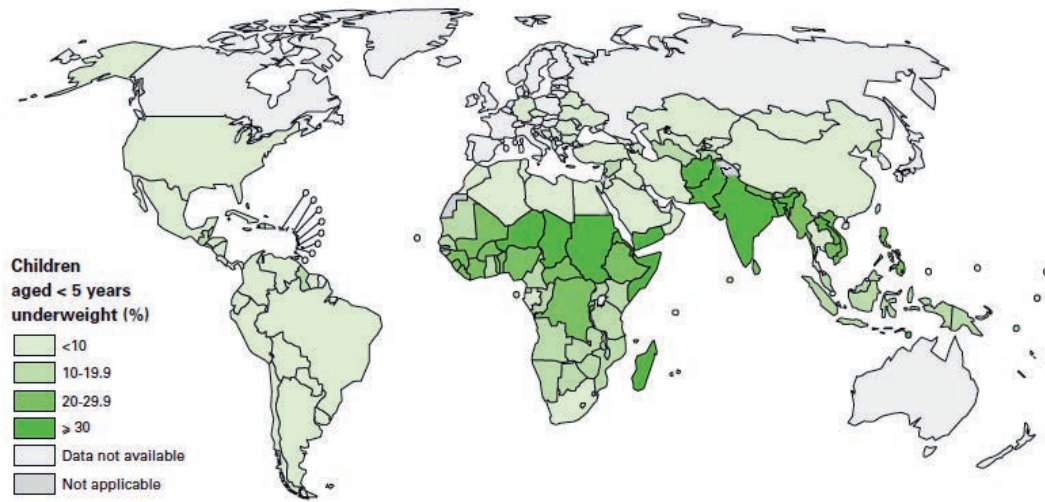 Children
aged < 5 years
underweight (%)
<10
10-19.9
20-29.9
⩾ 30
Data not available
Not applicable